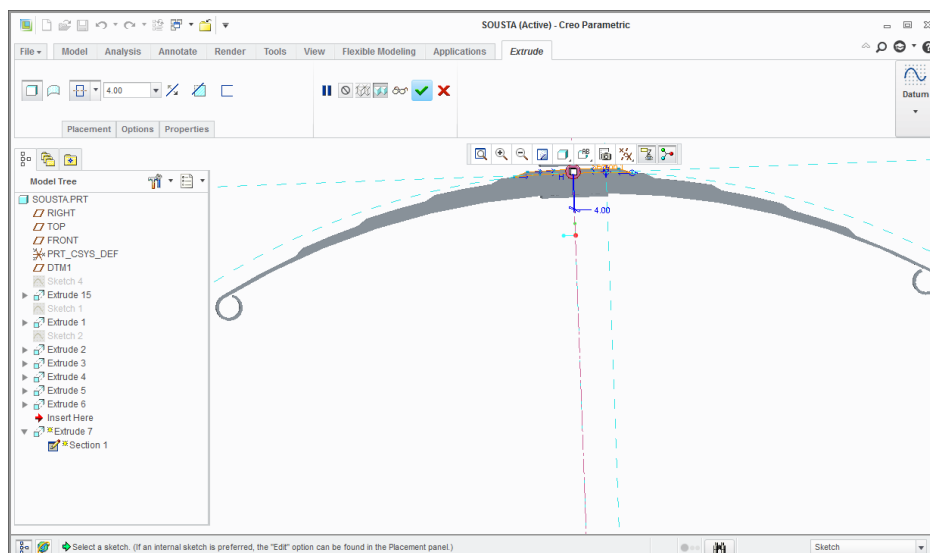 SOUSTA (Active) - Creo Parametric
File Model Analysis Annotate Render Tools View Flexible Modeling Applications Extrude
4.00
Datum
Placement Options Properties
Model Tree
SOUSTA.PRT
RIGHT
TOP
FRONT
PRT_CSYS_DEF
DTM1
Sketch 4
Extrude 15
Sketch 1
Extrude 1
Sketch 2
Extrude 2
Extrude 3
Extrude 4
Extrude 5
Extrude 6
Insert Here
Extrude 7
Section 1
H
4.00
Select a sketch. (If an internal sketch is preferred, the "Edit" option can be found in the Placement panel.)
Sketch